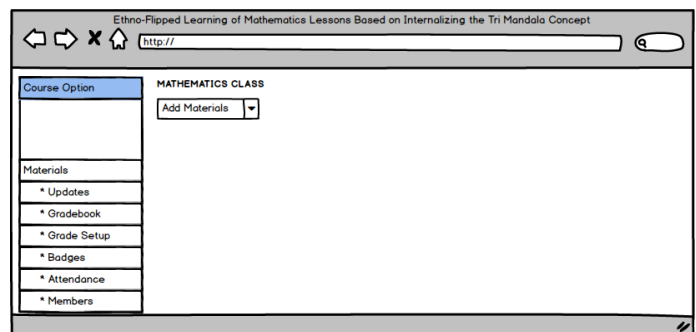 Ethno-Flipped Learning of Mathematics Lessons Based on Internalizing the Tri Mandala Concept
http://
Course Option
MATHEMATICS CLASS
Add Materials
Materials
* Updates
* Gradebook
* Grade Setup
* Badges
* Attendance
* Members